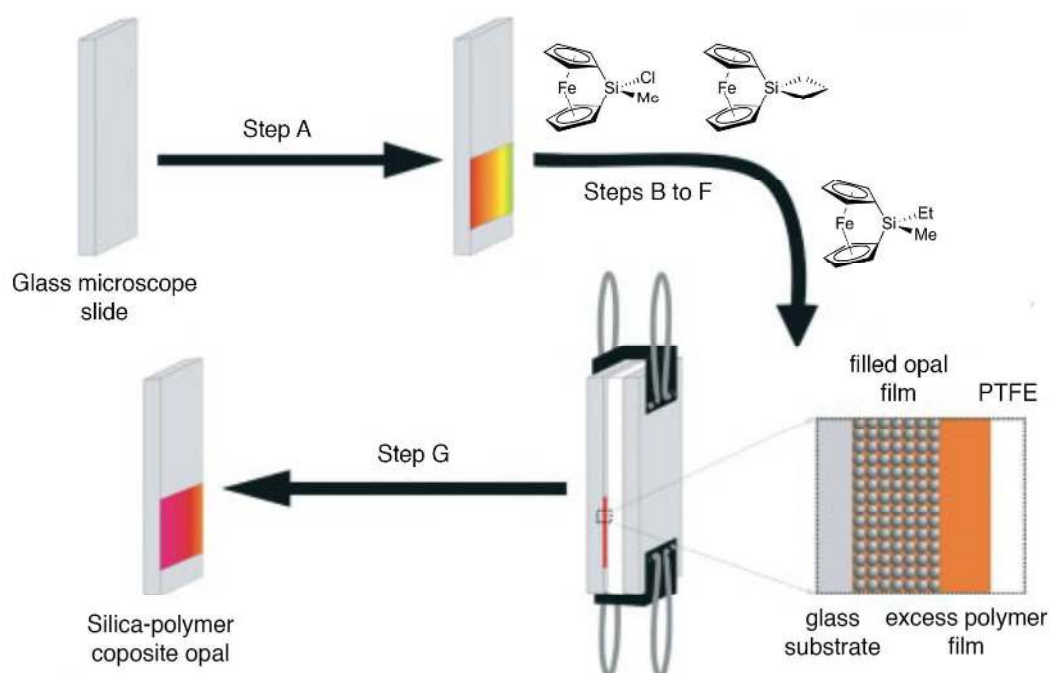 Step A
Fe
Si
Cl
Me
Fe
Si
Steps B to F
Fe
Si
Et
Me
Glass microscope
slide
filled opal
film
PTFE
Step G
Silica-polymer
coposite opal
glass
substrate
excess polymer
film